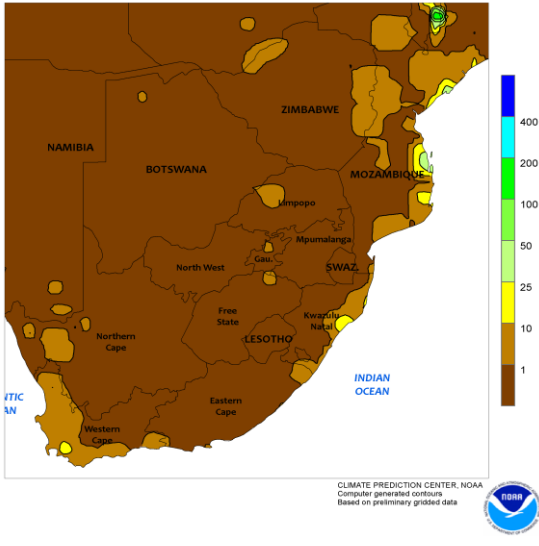 ZIMBABWE
NAMIBIA
BOTSWANA
MOZAMBIQUE
Limpopo
Mpumalanga
Gau.
North West
SWAZ.
Free
State
Kwazulu
Natal
LESOTHO
Northern
Cape
Eastern
Cape
Western
Cape
NTIC
AN
INDIAN
OCEAN
400
200
100
50
25
10
1
CLIMATE PREDICTION CENTER, NOAA
Computer generated contours
Based on preliminary gridded data
NOAA